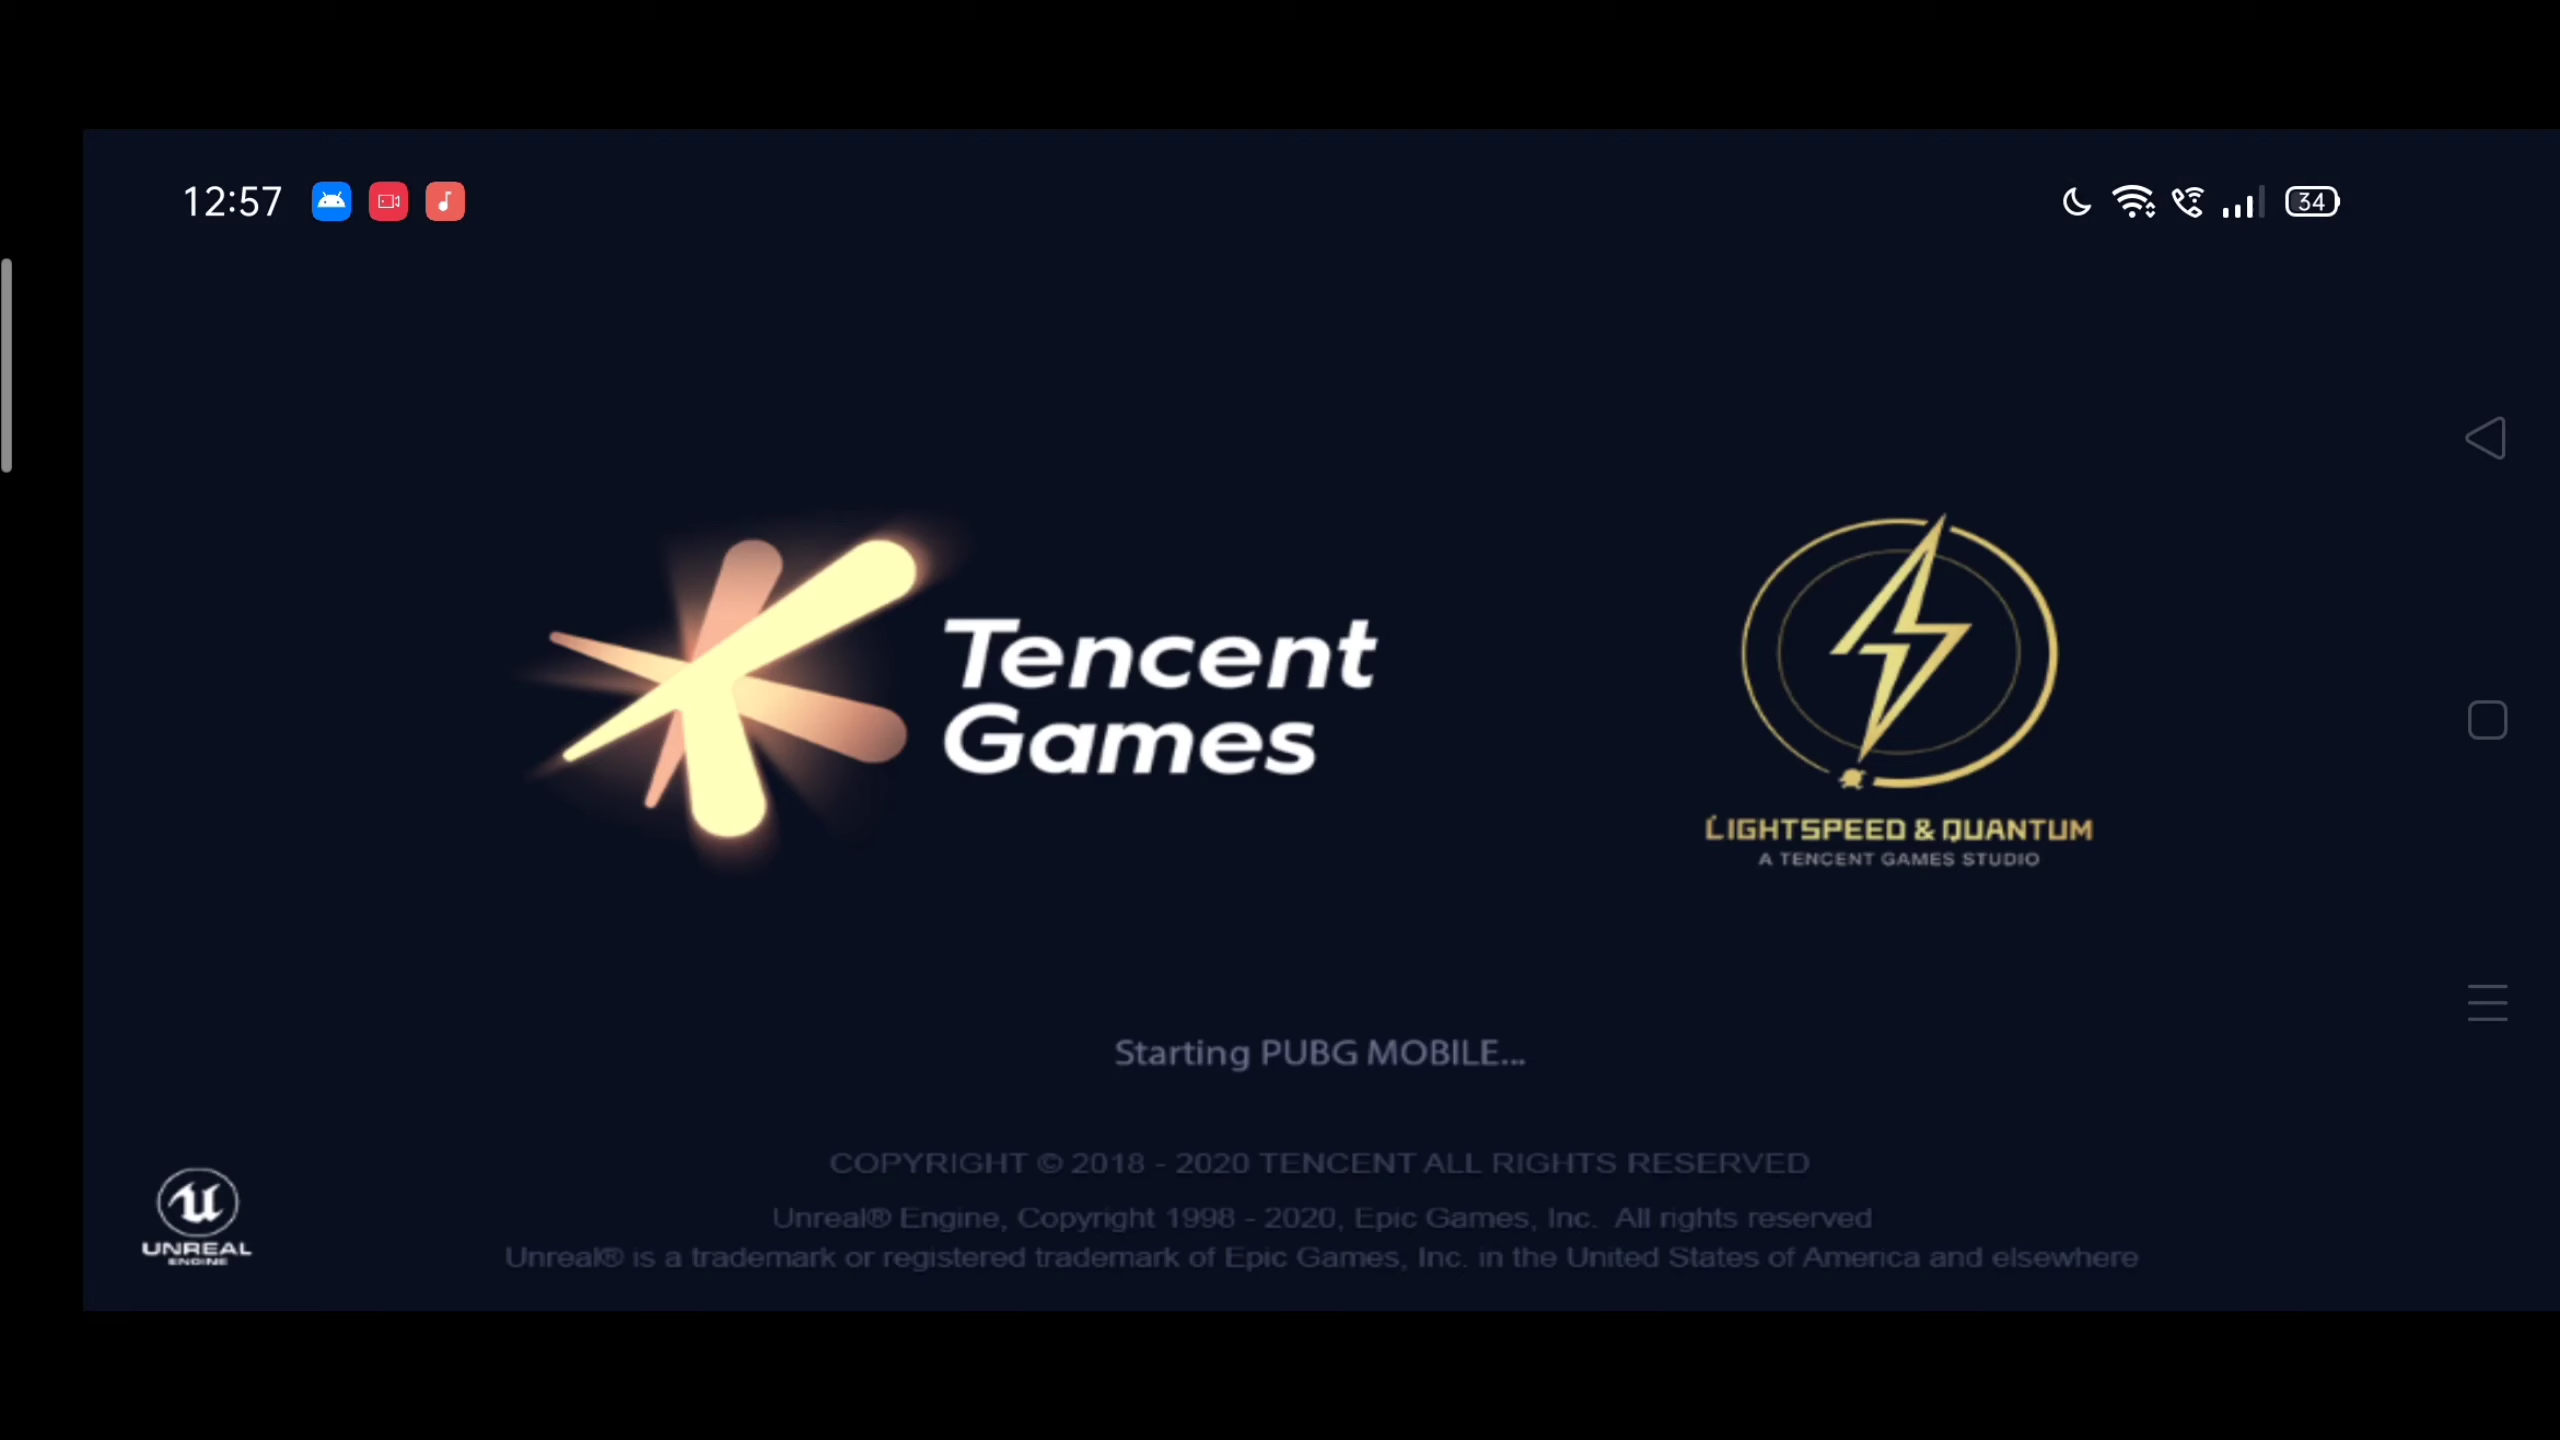 12:57
34
Tencent
Games
LIGHTSPEED & QUANTUM
A TENCENT GAMES STUDIO
Starting PUBG MOBILE...
COPYRIGHT © 2018 - 2020 TENCENT ALL RIGHTS RESERVED
UNREAL
ENGINE
Unreal® Engine, Copyright 1998 - 2020, Epic Games, Inc. All rights reserved
Unreal® is a trademark or registered trademark of Epic Games, Inc. in the United States of America and elsewhere